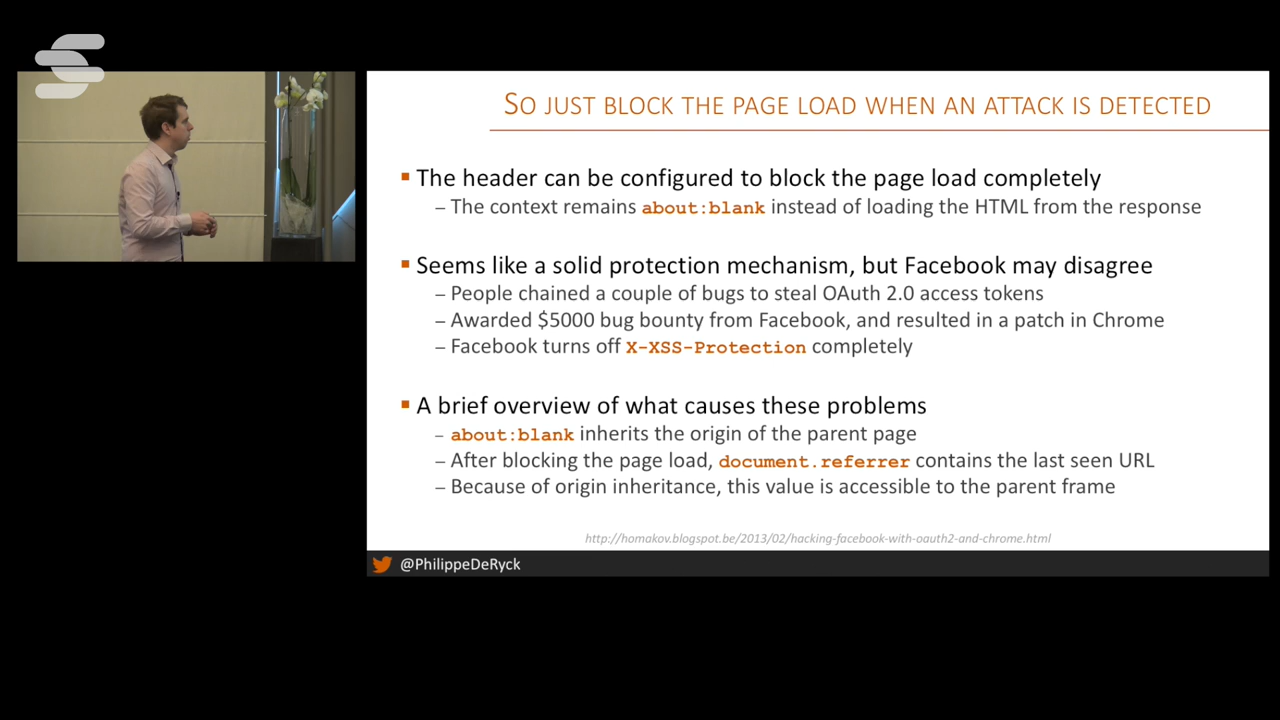 SO JUST BLOCK THE PAGE LOAD WHEN AN ATTACK IS DETECTED
▪ The header can be configured to block the page load completely
– The context remains about:blank instead of loading the HTML from the response
▪ Seems like a solid protection mechanism, but Facebook may disagree
– People chained a couple of bugs to steal OAuth 2.0 access tokens
– Awarded $5000 bug bounty from Facebook, and resulted in a patch in Chrome
– Facebook turns off X-XSS-Protection completely
▪ A brief overview of what causes these problems
– about:blank inherits the origin of the parent page
– After blocking the page load, document.referrer contains the last seen URL
– Because of origin inheritance, this value is accessible to the parent frame
http://homakov.blogspot.be/2013/02/hacking-facebook-with-oauth2-and-chrome.html
@PhilippeDeRyck